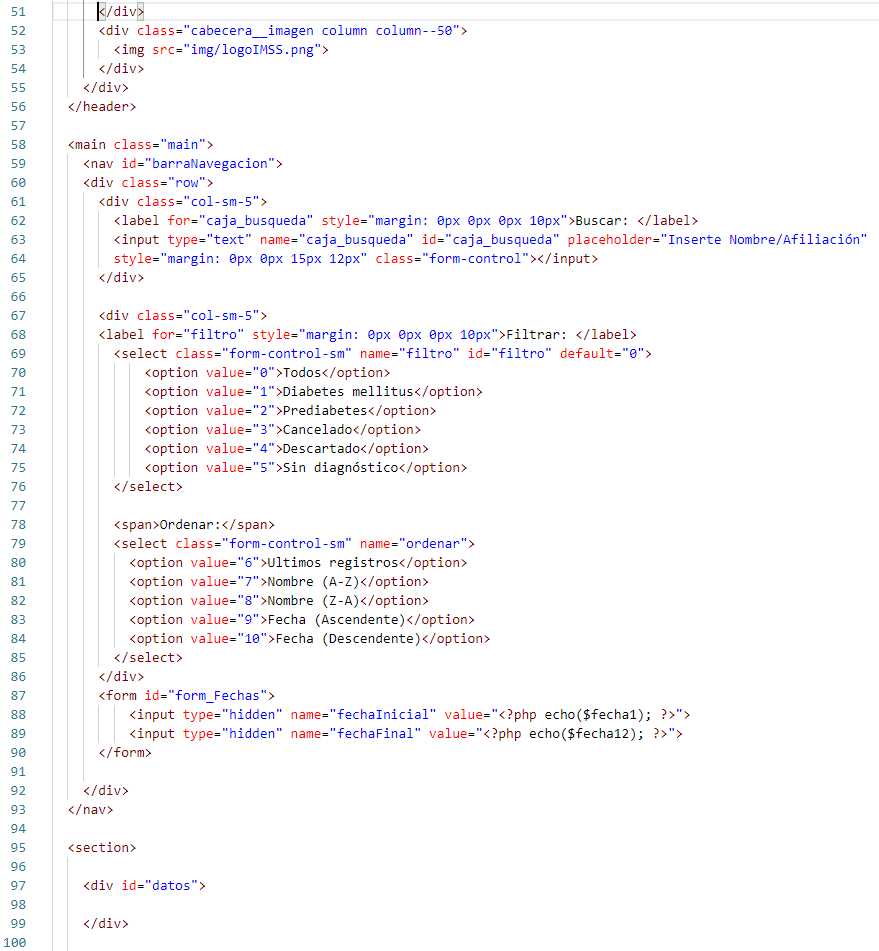 51 </div>
52 <div class="cabecera__imagen column column--50">
53 <img src="img/logoIMSS.png">
54 </div>
55 </div>
56 </header>
57
58 <main class="main">
59 <nav id="barraNavegacion">
60 <div class="row">
61 <div class="col-sm-5">
62 <label for="caja_busqueda" style="margin: 0px 0px 0px 10px">Buscar: </label>
63 <input type="text" name="caja_busqueda" id="caja_busqueda" placeholder="Inserte Nombre/Afiliación"
64 style="margin: 0px 0px 15px 12px" class="form-control"></input>
65 </div>
66
67 <div class="col-sm-5">
68 <label for="filtro" style="margin: 0px 0px 0px 10px">Filtrar: </label>
69 <select class="form-control-sm" name="filtro" id="filtro" default="0">
70 <option value="0">Todos</option>
71 <option value="1">Diabetes mellitus</option>
72 <option value="2">Prediabetes</option>
73 <option value="3">Cancelado</option>
74 <option value="4">Descartado</option>
75 <option value="5">Sin diagnóstico</option>
76 </select>
77
78 <span>Ordenar:</span>
79 <select class="form-control-sm" name="ordenar">
80 <option value="6">Ultimos registros</option>
81 <option value="7">Nombre (A-Z)</option>
82 <option value="8">Nombre (Z-A)</option>
83 <option value="9">Fecha (Ascendente)</option>
84 <option value="10">Fecha (Descendente)</option>
85 </select>
86 </div>
87 <form id="form_Fechas">
88 <input type="hidden" name="fechaInicial" value="<?php echo($fecha1); ?>">
89 <input type="hidden" name="fechaFinal" value="<?php echo($fecha12); ?>">
90 </form>
91
92 </div>
93 </nav>
94
95 <section>
96
97 <div id="datos">
98
99 </div>
100